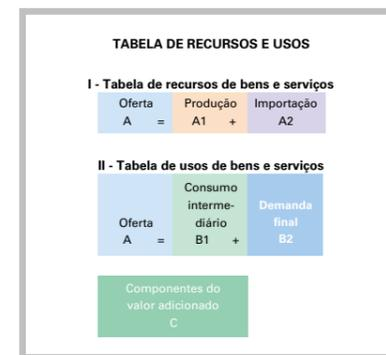 TABELA DE RECURSOS E USOS
I - Tabela de recursos de bens e serviços
Oferta Produção Importação
A = A1 + A2
II - Tabela de usos de bens e serviços
Consumo
interme- Demanda
Oferta diário final
A = B1 + B2
Componentes do
valor adicionado
C